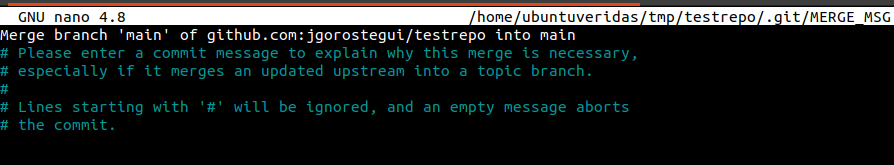 GNU nano 4.8 /home/ubuntuveridas/tmp/testrepo/.git/MERGE_MSG
Merge branch 'main' of github.com:jgorostegui/testrepo into main
# Please enter a commit message to explain why this merge is necessary,
# especially if it merges an updated upstream into a topic branch.
#
# Lines starting with '#' will be ignored, and an empty message aborts
# the commit.